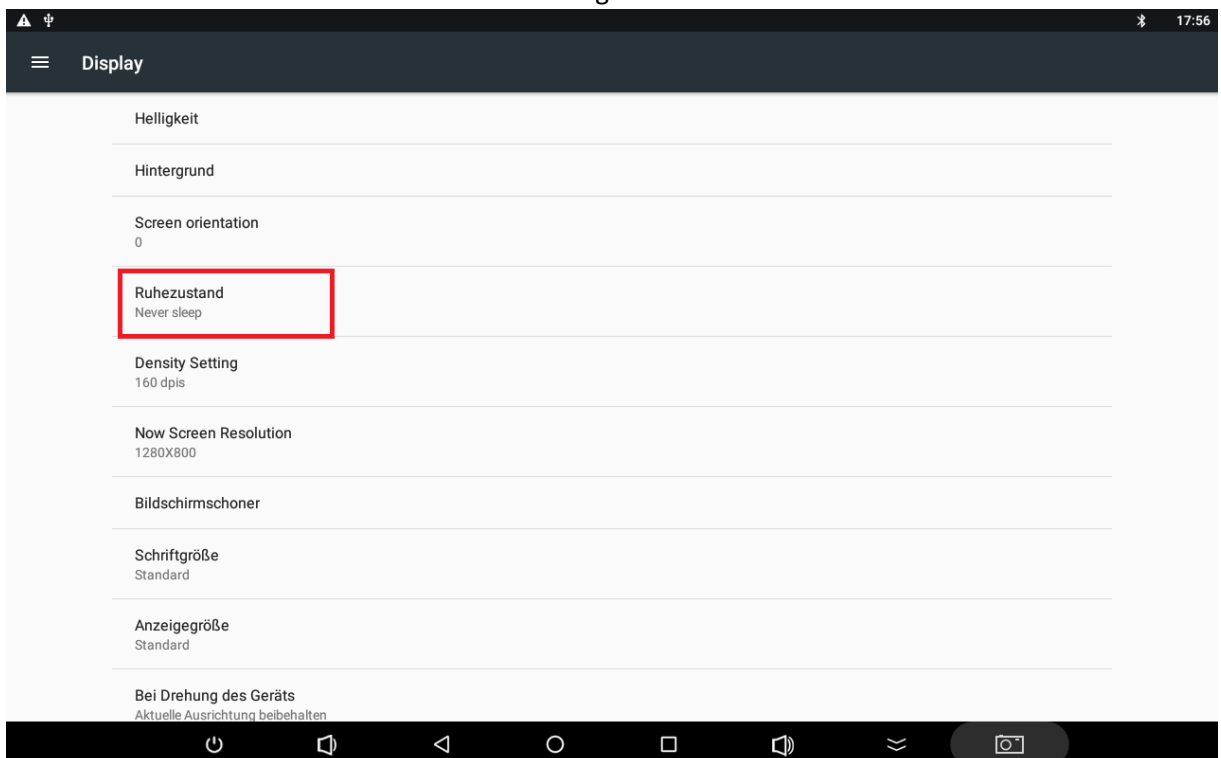 17:56
Display
Helligkeit
Hintergrund
Screen orientation
0
Ruhezustand
Never sleep
Density Setting
160 dpis
Now Screen Resolution
1280X800
Bildschirmschoner
Schriftgröße
Standard
Anzeigegröße
Standard
Bei Drehung des Geräts
Aktuelle Ausrichtung beibehalten